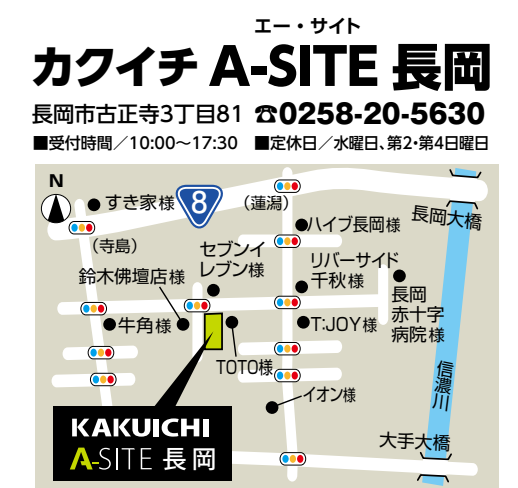 エー・サイト
カクイチ A-SITE 長岡
長岡市古正寺3丁目81 ☎0258-20-5630
■受付時間／10:00〜17:30 ■定休日／水曜日、第2・第4日曜日
N
すき家様
8
(蓮潟)
長岡大橋
ハイブ長岡様
(寺島)
セブンイ
レブン様
リバーサイド
千秋様
鈴木佛壇店様
長岡
赤十字
病院様
牛角様
TOTO様
T:JOY様
イオン様
信濃川
KAKUICHI
A-SITE 長岡
大手大橋